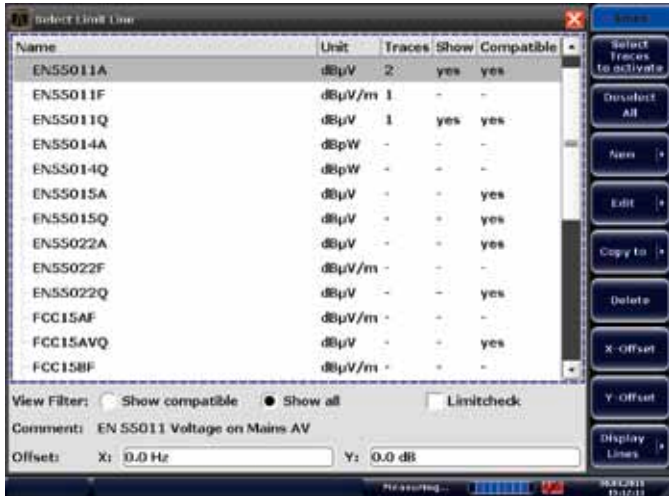 Select Limit Line
Name Unit Traces Show Compatible
EN55011A dBµV 2 yes yes
EN55011F dBµV/m 1 - -
EN55011Q dBµV 1 yes yes
EN55014A dBpW - - -
EN55014Q dBpW - - -
EN55015A dBµV - - yes
EN55015Q dBµV - - yes
EN55022A dBµV - - yes
EN55022F dBµV/m - - -
EN55022Q dBµV - - yes
FCC15AF dBµV/m - - -
FCC15AVQ dBµV - - yes
FCC15BF dBµV/m - - -
View Filter: Show compatible Show all Limitcheck
Comment: EN 55011 Voltage on Mains AV
Offset: X: 0.0 Hz Y: 0.0 dB
Measuring...
Select
Traces
to activate
Deselect
All
New
Edit
Copy to
Delete
X-Offset
Y-Offset
Display
Lines